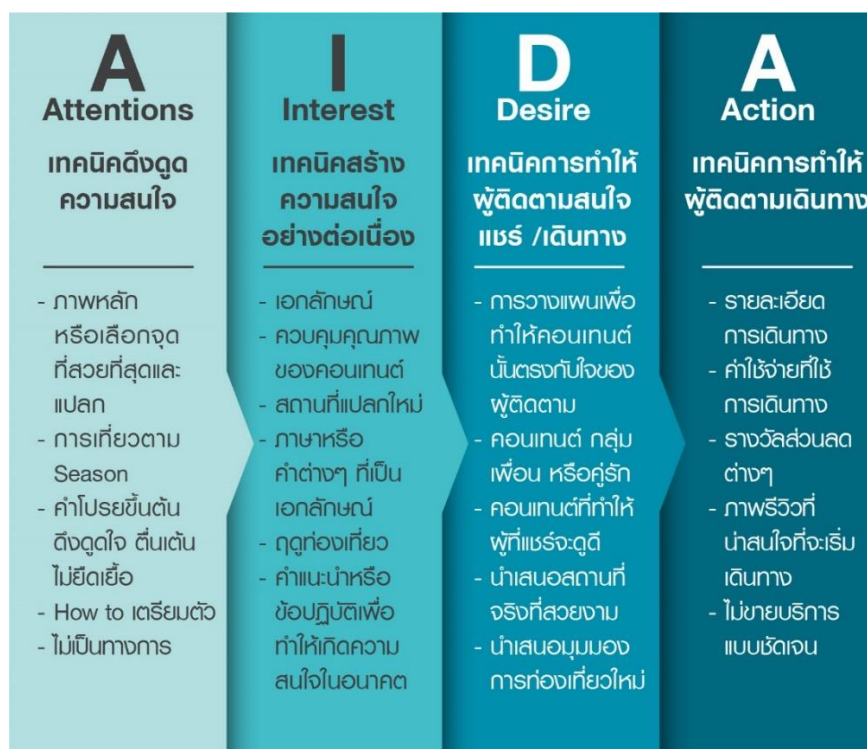 A
Attentions
เทคนิคดึงดูด
ความสนใจ
- ภาพหลัก
หรือเลือกจุด
ที่สวยที่สุดและ
แปลก
- การเที่ยวตาม
Season
- คำโปรยขึ้นต้น
ดึงดูดใจ ตื่นเต้น
ไม่ยืดเยื้อ
- How to เตรียมตัว
- ไม่เป็นทางการ
I
Interest
เทคนิคสร้าง
ความสนใจ
อย่างต่อเนื่อง
- เอกลักษณ์
- ควบคุมคุณภาพ
ของคอนเทนต์
- สถานที่แปลกใหม่
- ภาษาหรือ
คำต่างๆ ที่เป็น
เอกลักษณ์
- ฤดูท่องเที่ยว
- คำแนะนำหรือ
ข้อปฏิบัติเพื่อ
ทำให้เกิดความ
สนใจในอนาคต
D
Desire
เทคนิคการทำให้
ผู้ติดตามสนใจ
แชร์ /เดินทาง
- การวางแผนเพื่อ
ทำให้คอนเทนต์
นั้นตรงกับใจของ
ผู้ติดตาม
- คอนเทนต์ กลุ่ม
เพื่อน หรือคู่รัก
- คอนเทนต์ที่ทำให้
ผู้ที่แชร์จะดูดี
- นำเสนอสถานที่
จริงที่สวยงาม
- นำเสนอมุมมอง
การท่องเที่ยวใหม่
A
Action
เทคนิคการทำให้
ผู้ติดตามเดินทาง
- รายละเอียด
การเดินทาง
- ค่าใช้จ่ายที่ใช้
การเดินทาง
- รางวัลส่วนลด
ต่างๆ
- ภาพรีวิวที่
น่าสนใจที่จะเริ่ม
เดินทาง
- ไม่ขายบริการ
แบบชัดเจน